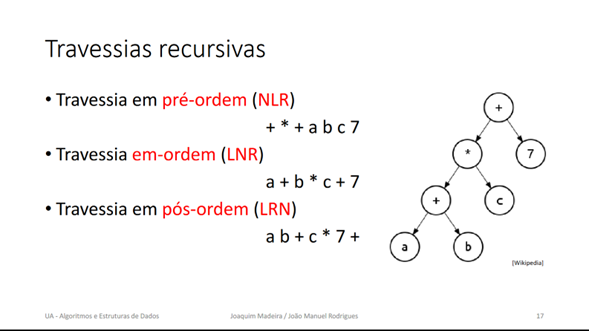 Travessias recursivas
• Travessia em pré-ordem (NLR)
+ * + a b c 7
• Travessia em-ordem (LNR)
a + b * c + 7
• Travessia em pós-ordem (LRN)
a b + c * 7 +
+
*
7
+
c
a
b
[Wikipedia]
UA - Algoritmos e Estruturas de Dados
Joaquim Madeira / João Manuel Rodrigues
17